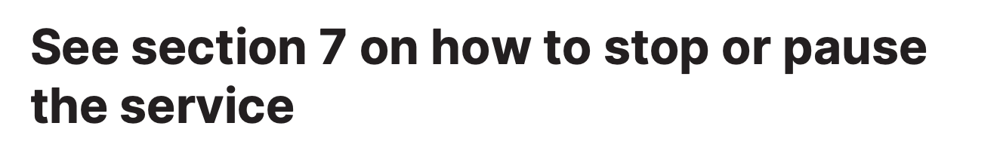 See section 7 on how to stop or pause
the service